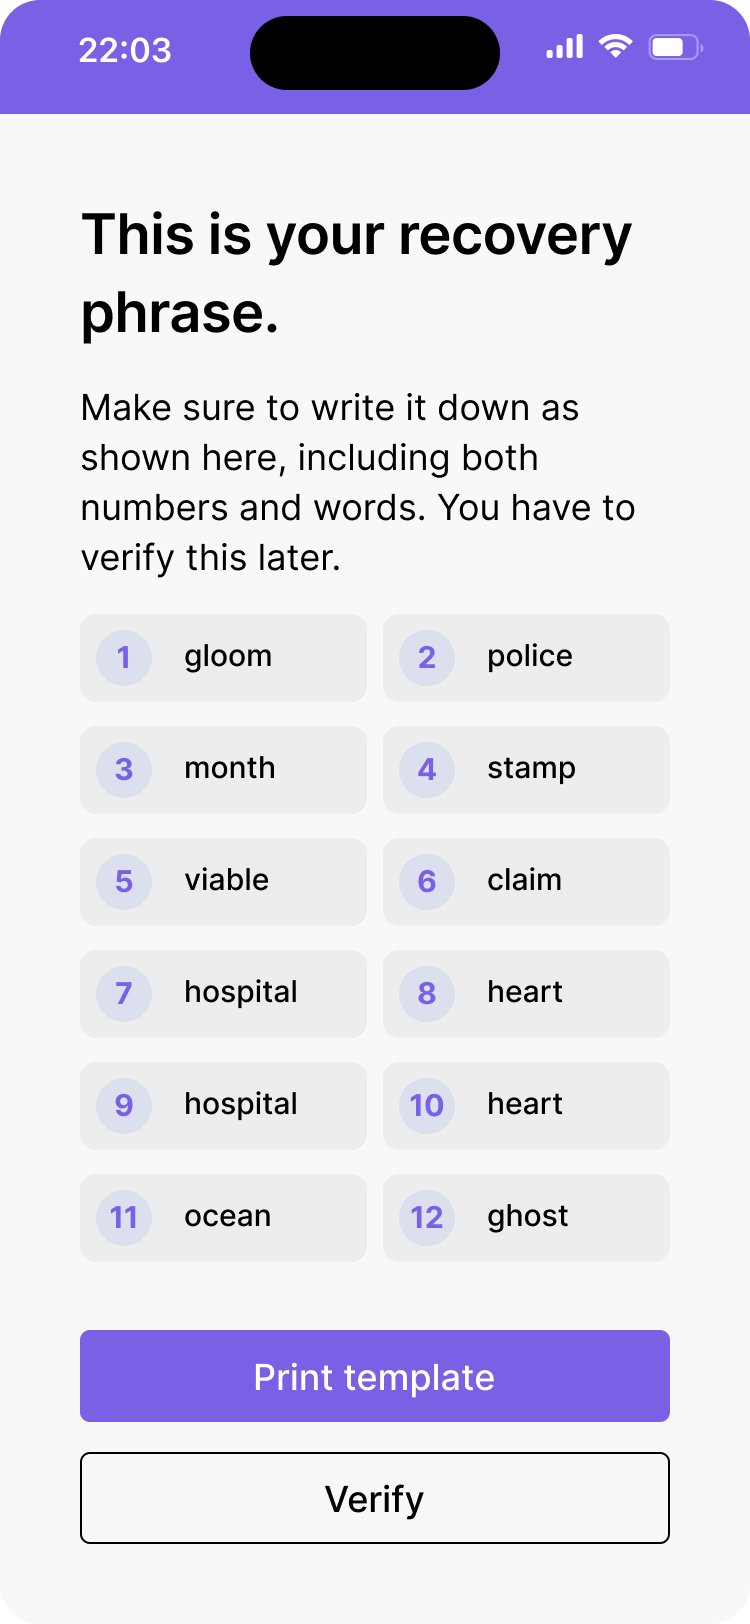 22:03
This is your recovery
phrase.
Make sure to write it down as
shown here, including both
numbers and words. You have to
verify this later.
1 gloom
2 police
3 month
4 stamp
5 viable
6 claim
7 hospital
8 heart
9 hospital
10 heart
11 ocean
12 ghost
Print template
Verify